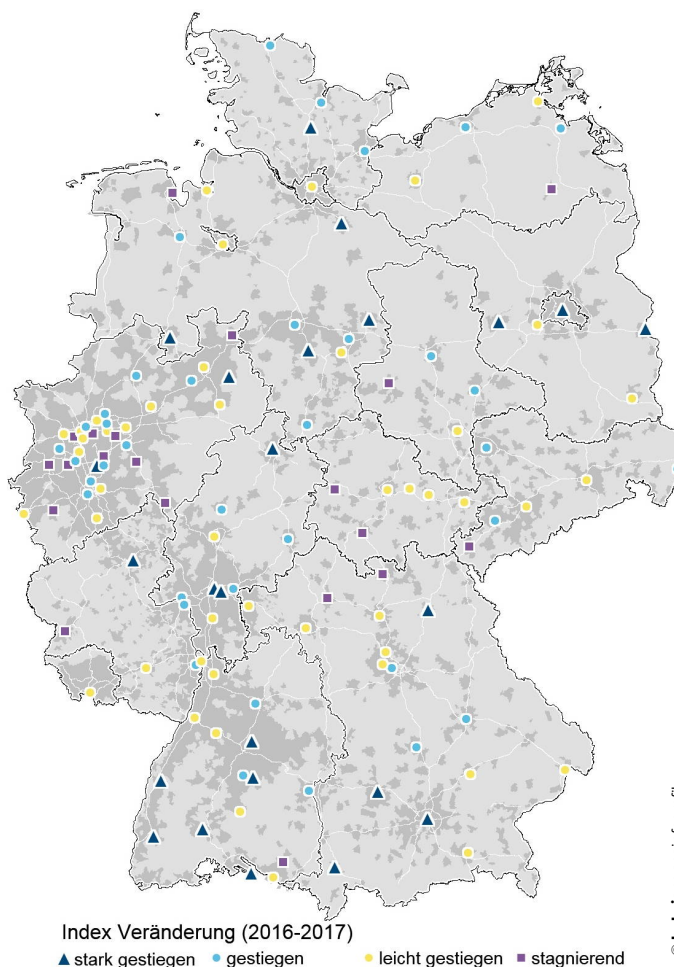 Index Veränderung (2016-2017)
stark gestiegen gestiegen leicht gestiegen stagnierend